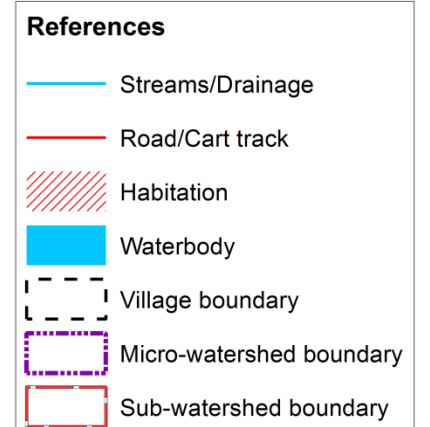 References
Streams/Drainage
Road/Cart track
Habitation
Waterbody
Village boundary
Micro-watershed boundary
Sub-watershed boundary